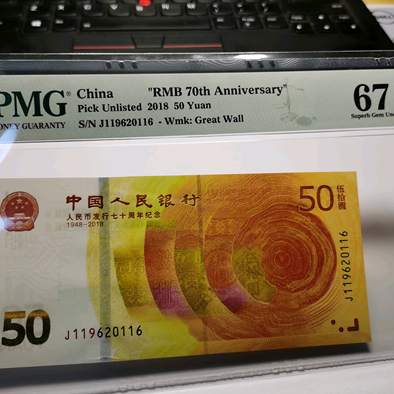 PMG
MONEY GUARANTY
China "RMB 70th Anniversary"
Pick Unlisted 2018 50 Yuan
S/N J119620116 - Wmk: Great Wall
67
Superb Gem Unc
中国人民银行
人民币发行七十周年纪念
1948-2018
50 伍拾圆
J119620116
50
J119620116